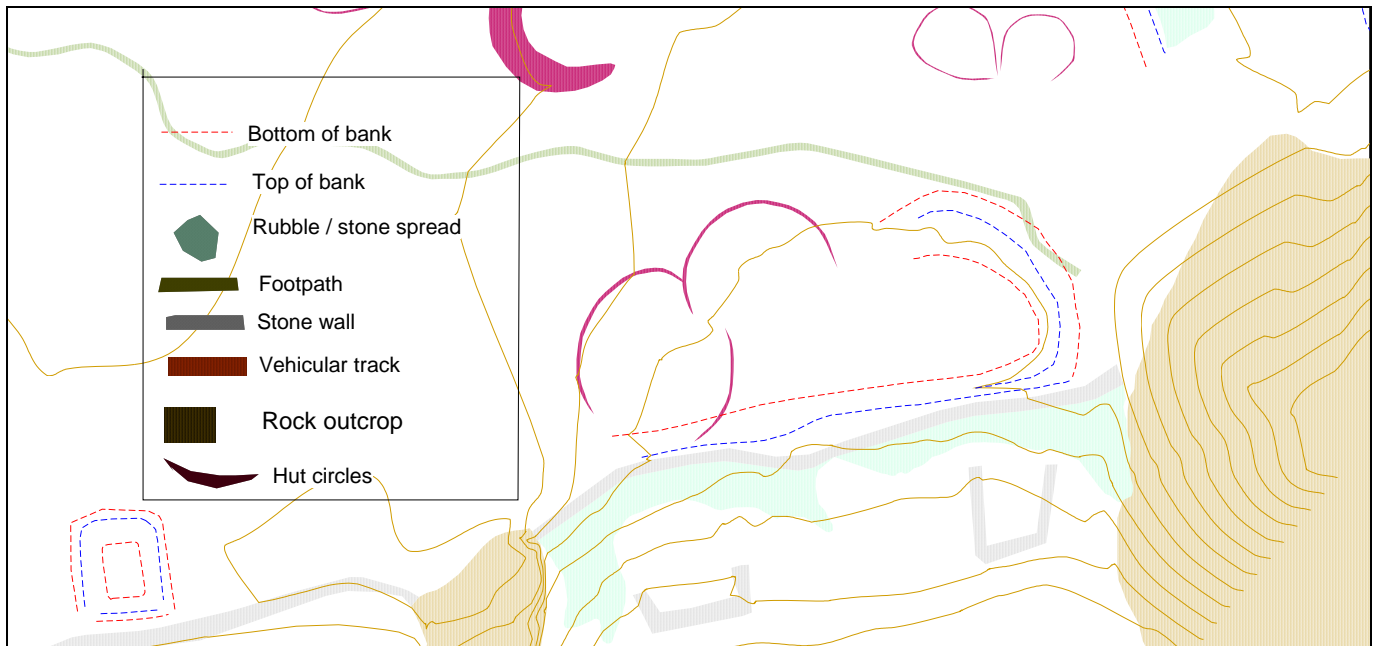 Bottom of bank
Top of bank
Rubble / stone spread
Footpath
Stone wall
Vehicular track
Rock outcrop
Hut circles